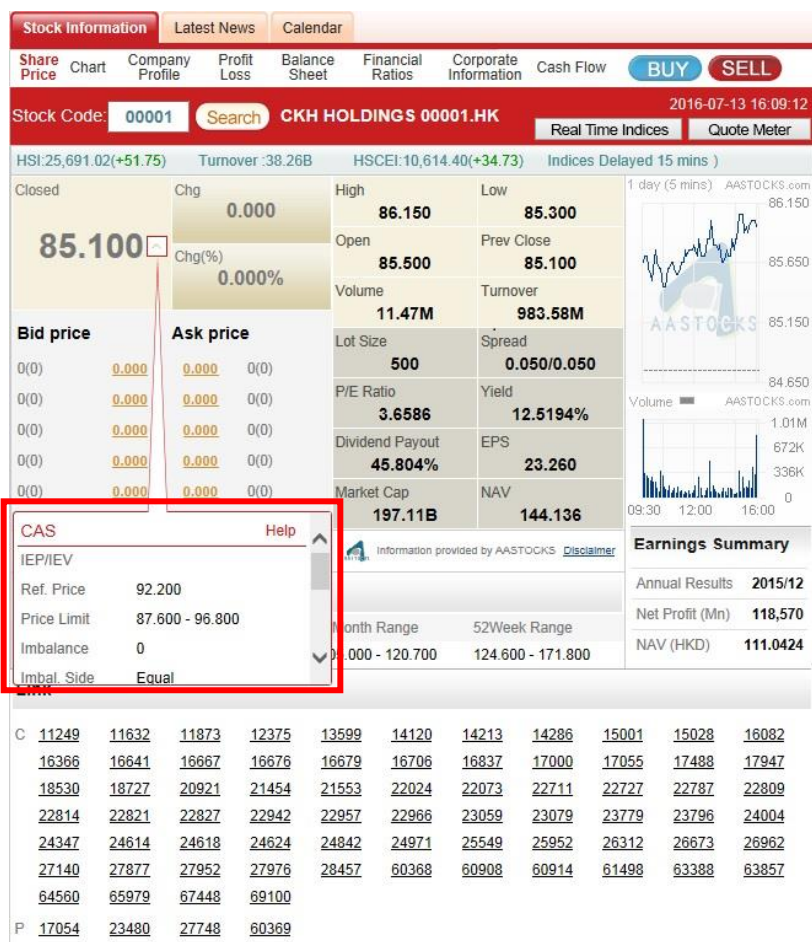 Stock Information Latest News Calendar
Share Price Chart Company Profile Profit Loss Balance Sheet Financial Ratios Corporate Information Cash Flow BUY SELL
2016-07-13 16:09:12
Stock Code: 00001 Search CKH HOLDINGS 00001.HK
Real Time Indices Quote Meter
HSI:25,691.02(+51.75) Turnover :38.26B HSCEI:10,614.40(+34.73) Indices Delayed 15 mins )
Closed
85.100
Chg
0.000
Chg(%)
0.000%
High Low
86.150 85.300
Open Prev Close
85.500 85.100
Volume Turnover
11.47M 983.58M
Lot Size Spread
500 0.050/0.050
P/E Ratio Yield
3.6586 12.5194%
Dividend Payout EPS
45.804% 23.260
Market Cap NAV
197.11B 144.136
Bid price Ask price
0(0) 0.000 0.000 0(0)
0(0) 0.000 0.000 0(0)
0(0) 0.000 0.000 0(0)
0(0) 0.000 0.000 0(0)
0(0) 0.000 0.000 0(0)
1 day (5 mins) AASTOCKS.com
86.150
85.650
85.150
84.650
AASTOCKS
Volume AASTOCKS.com
1.01M
672K
336K
0
09:30 12:00 16:00
CAS Help
IEP/IEV
Ref. Price 92.200
Price Limit 87.600 - 96.800
Imbalance 0
Imbal. Side Equal
Information provided by AASTOCKS Disclaimer
Month Range 52Week Range
.000 - 120.700 124.600 - 171.800
Earnings Summary
Annual Results 2015/12
Net Profit (Mn) 118,570
NAV (HKD) 111.0424
Link
C 11249 11632 11873 12375 13599 14120 14213 14286 15001 15028 16082
16366 16641 16667 16676 16679 16706 16837 17000 17055 17488 17947
18530 18727 20921 21454 21553 22024 22073 22711 22727 22787 22809
22814 22821 22827 22942 22957 22966 23059 23079 23779 23796 24004
24347 24614 24618 24624 24842 24971 25549 25952 26312 26673 26962
27140 27877 27952 27976 28457 60368 60908 60914 61498 63388 63857
64560 65979 67448 69100
P 17054 23480 27748 60369